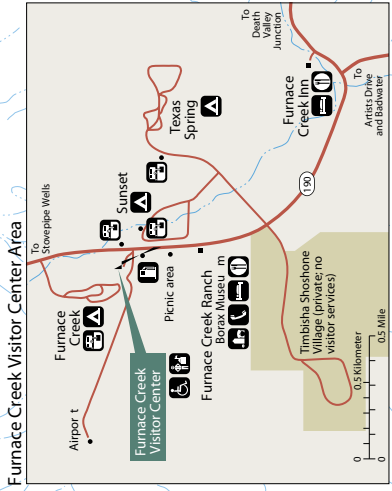 Furnace Creek Visitor Center Area
To
Stovepipe Wells
To
Death
Valley
Junction
Furnace
Creek Inn
To
Artists Drive
and Badwater
Texas
Spring
Sunset
190
Furnace
Creek
Picnic area
Airpor t
Furnace Creek
Visitor Center
Furnace Creek Ranch
Borax Museu m
Timbisha Shoshone
Village (private no
visitor services)
0
0.5 Kilometer
0
0.5 Mile